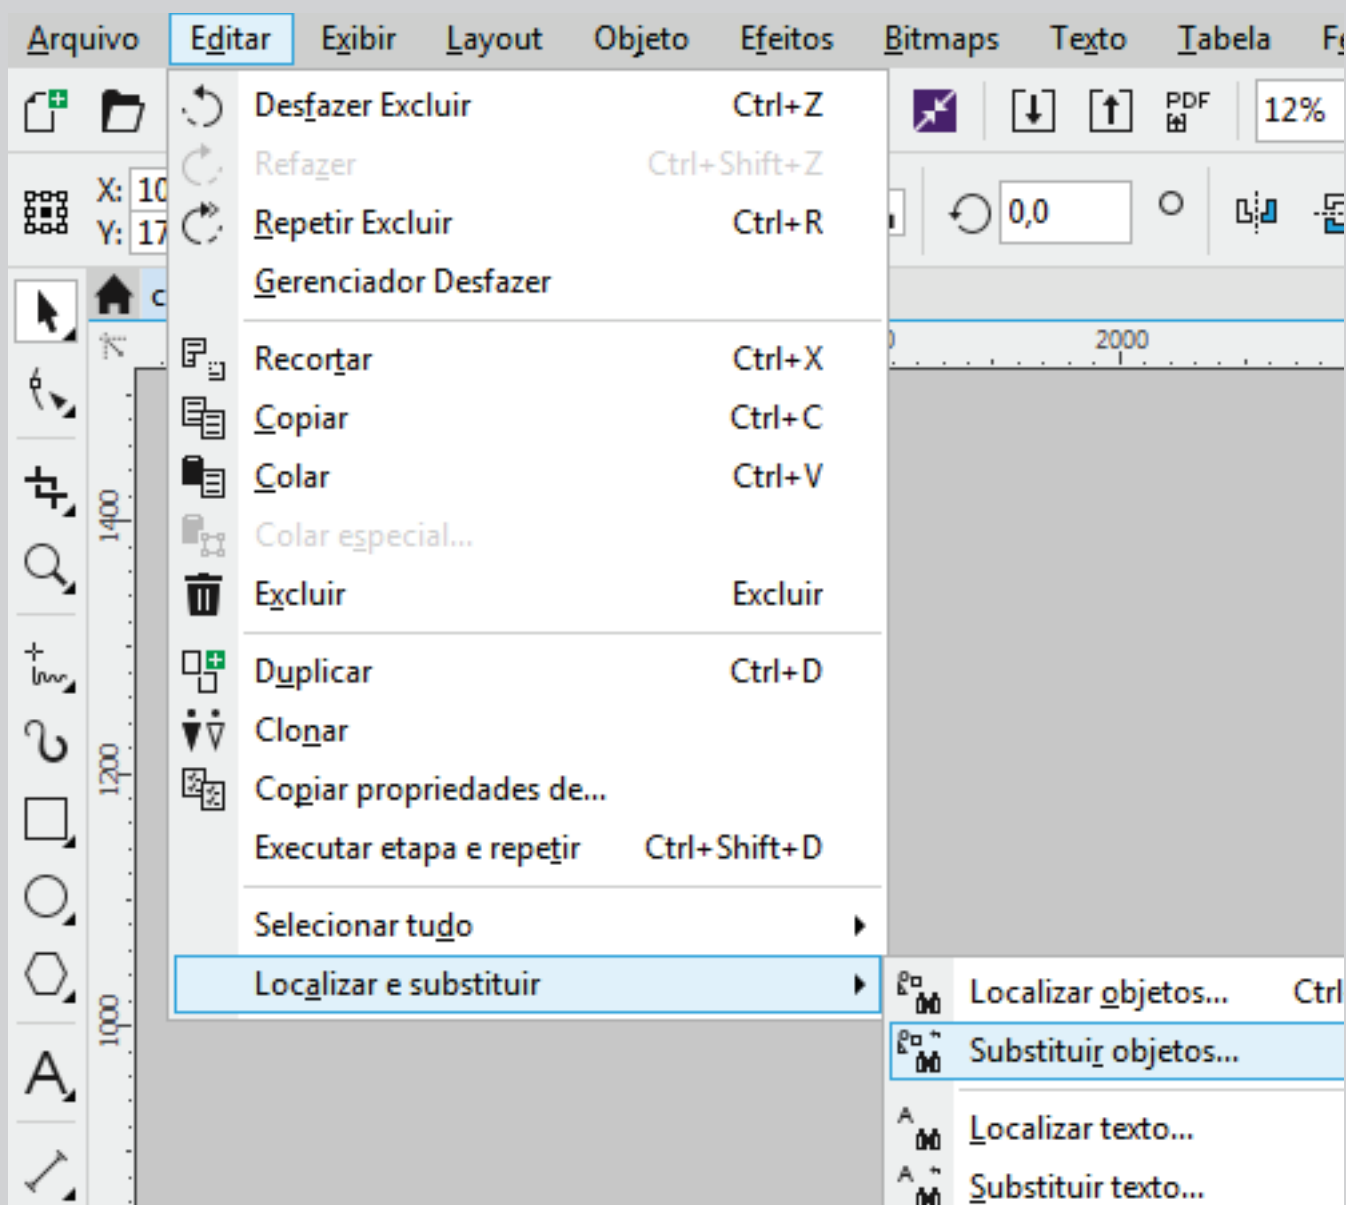 Arquivo Editar Exibir Layout Objeto Efeitos Bitmaps Texto Tabela
PDF 12%
X: 10
Y: 17
0,0
Desfazer Excluir Ctrl+Z
Refazer Ctrl+Shift+Z
Repetir Excluir Ctrl+R
Gerenciador Desfazer
2000
Recortar Ctrl+X
Copiar Ctrl+C
Colar Ctrl+V
Colar especial...
Excluir Excluir
Duplicar Ctrl+D
Clonar
Copiar propriedades de...
Executar etapa e repetir Ctrl+Shift+D
Selecionar tudo
Localizar e substituir
Localizar objetos... Ctrl
Substituir objetos...
Localizar texto...
Substituir texto...
1400
1200
1000